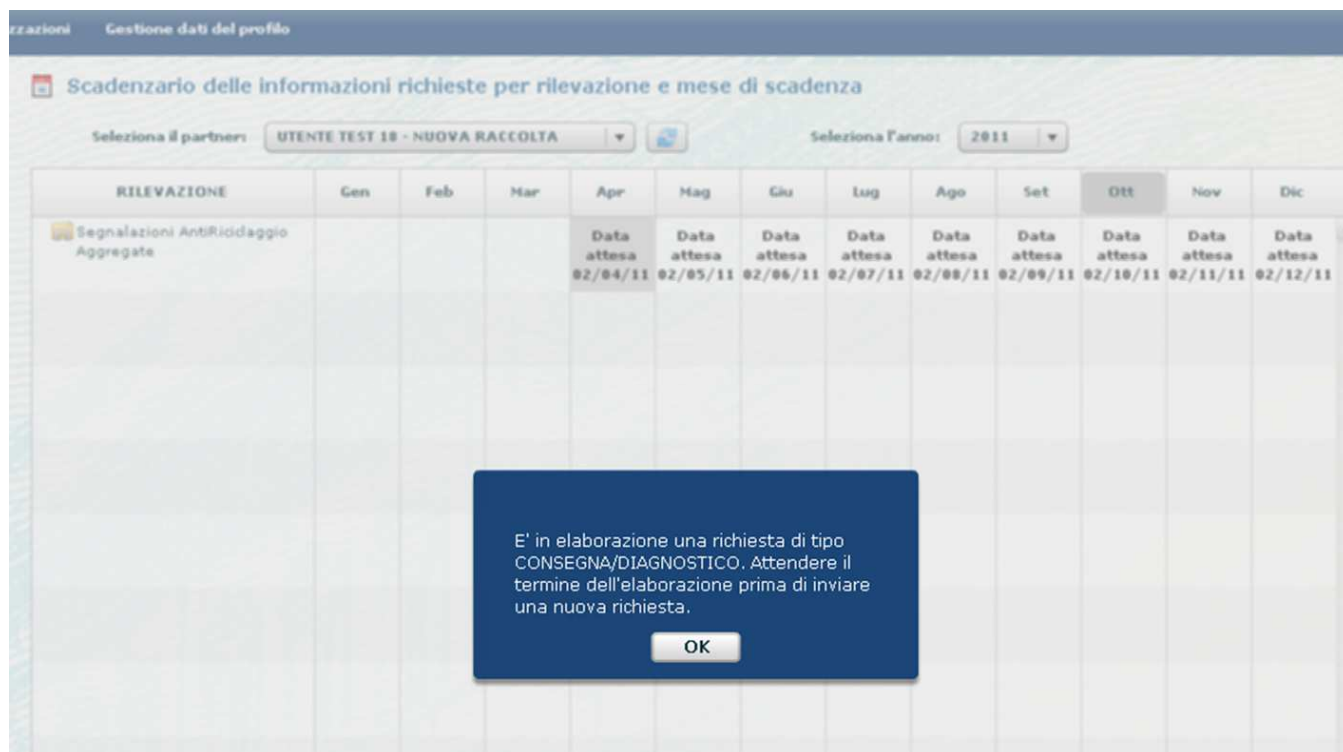 zzazioni Gestione dati del profilo
Scadenzario delle informazioni richieste per rilevazione e mese di scadenza
Seleziona il partner: UTENTE TEST 10 - NUOVA RACCOLTA Seleziona l'anno: 2011
RILEVAZIONE Gen Feb Mar Apr Mag Giu Lug Ago Set Ott Nov Dic
Segnalazioni AntiRiciclaggio Data Data Data Data Data Data Data Data Data
Aggregate attesa attesa attesa attesa attesa attesa attesa attesa attesa
02/04/11 02/05/11 02/06/11 02/07/11 02/08/11 02/09/11 02/10/11 02/11/11 02/12/11
E' in elaborazione una richiesta di tipo
CONSEGNA/DIAGNOSTICO. Attendere il
termine dell'elaborazione prima di inviare
una nuova richiesta.
OK